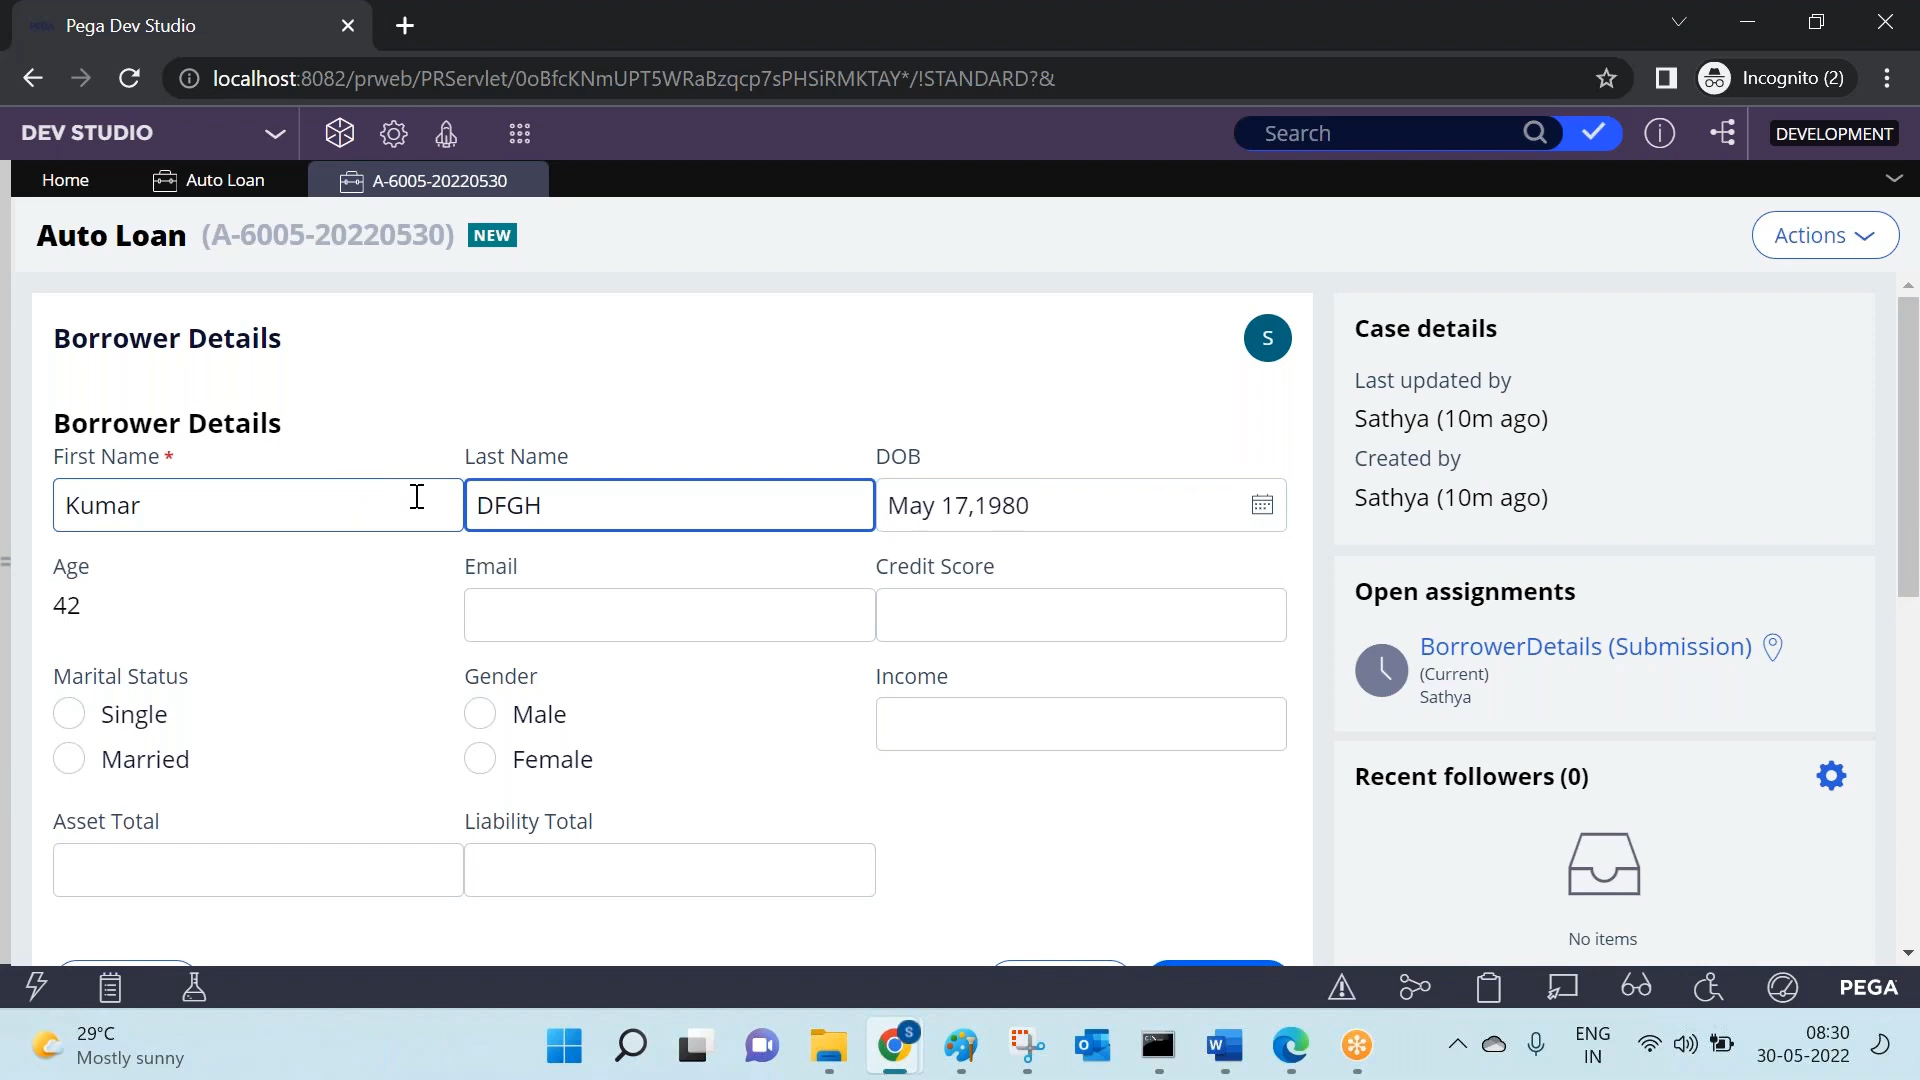 Pega Dev Studio
localhost:8082/prweb/PRServlet/0oBfcKNmUPT5WRaBzqcp7sPHSiRMKTAY*/!STANDARD?&
Incognito (2)
DEV STUDIO
Search
DEVELOPMENT
Home
Auto Loan
A-6005-20220530
Auto Loan (A-6005-20220530) NEW
Actions
Borrower Details
S
Borrower Details
First Name *
Last Name
DOB
Kumar
DFGH
May 17,1980
Age
Email
Credit Score
42
Marital Status
Gender
Income
Single
Male
Married
Female
Asset Total
Liability Total
Case details
Last updated by
Sathya (10m ago)
Created by
Sathya (10m ago)
Open assignments
BorrowerDetails (Submission)
(Current)
Sathya
Recent followers (0)
No items
PEGA
29°C
Mostly sunny
S
ENG
IN
08:30
30-05-2022